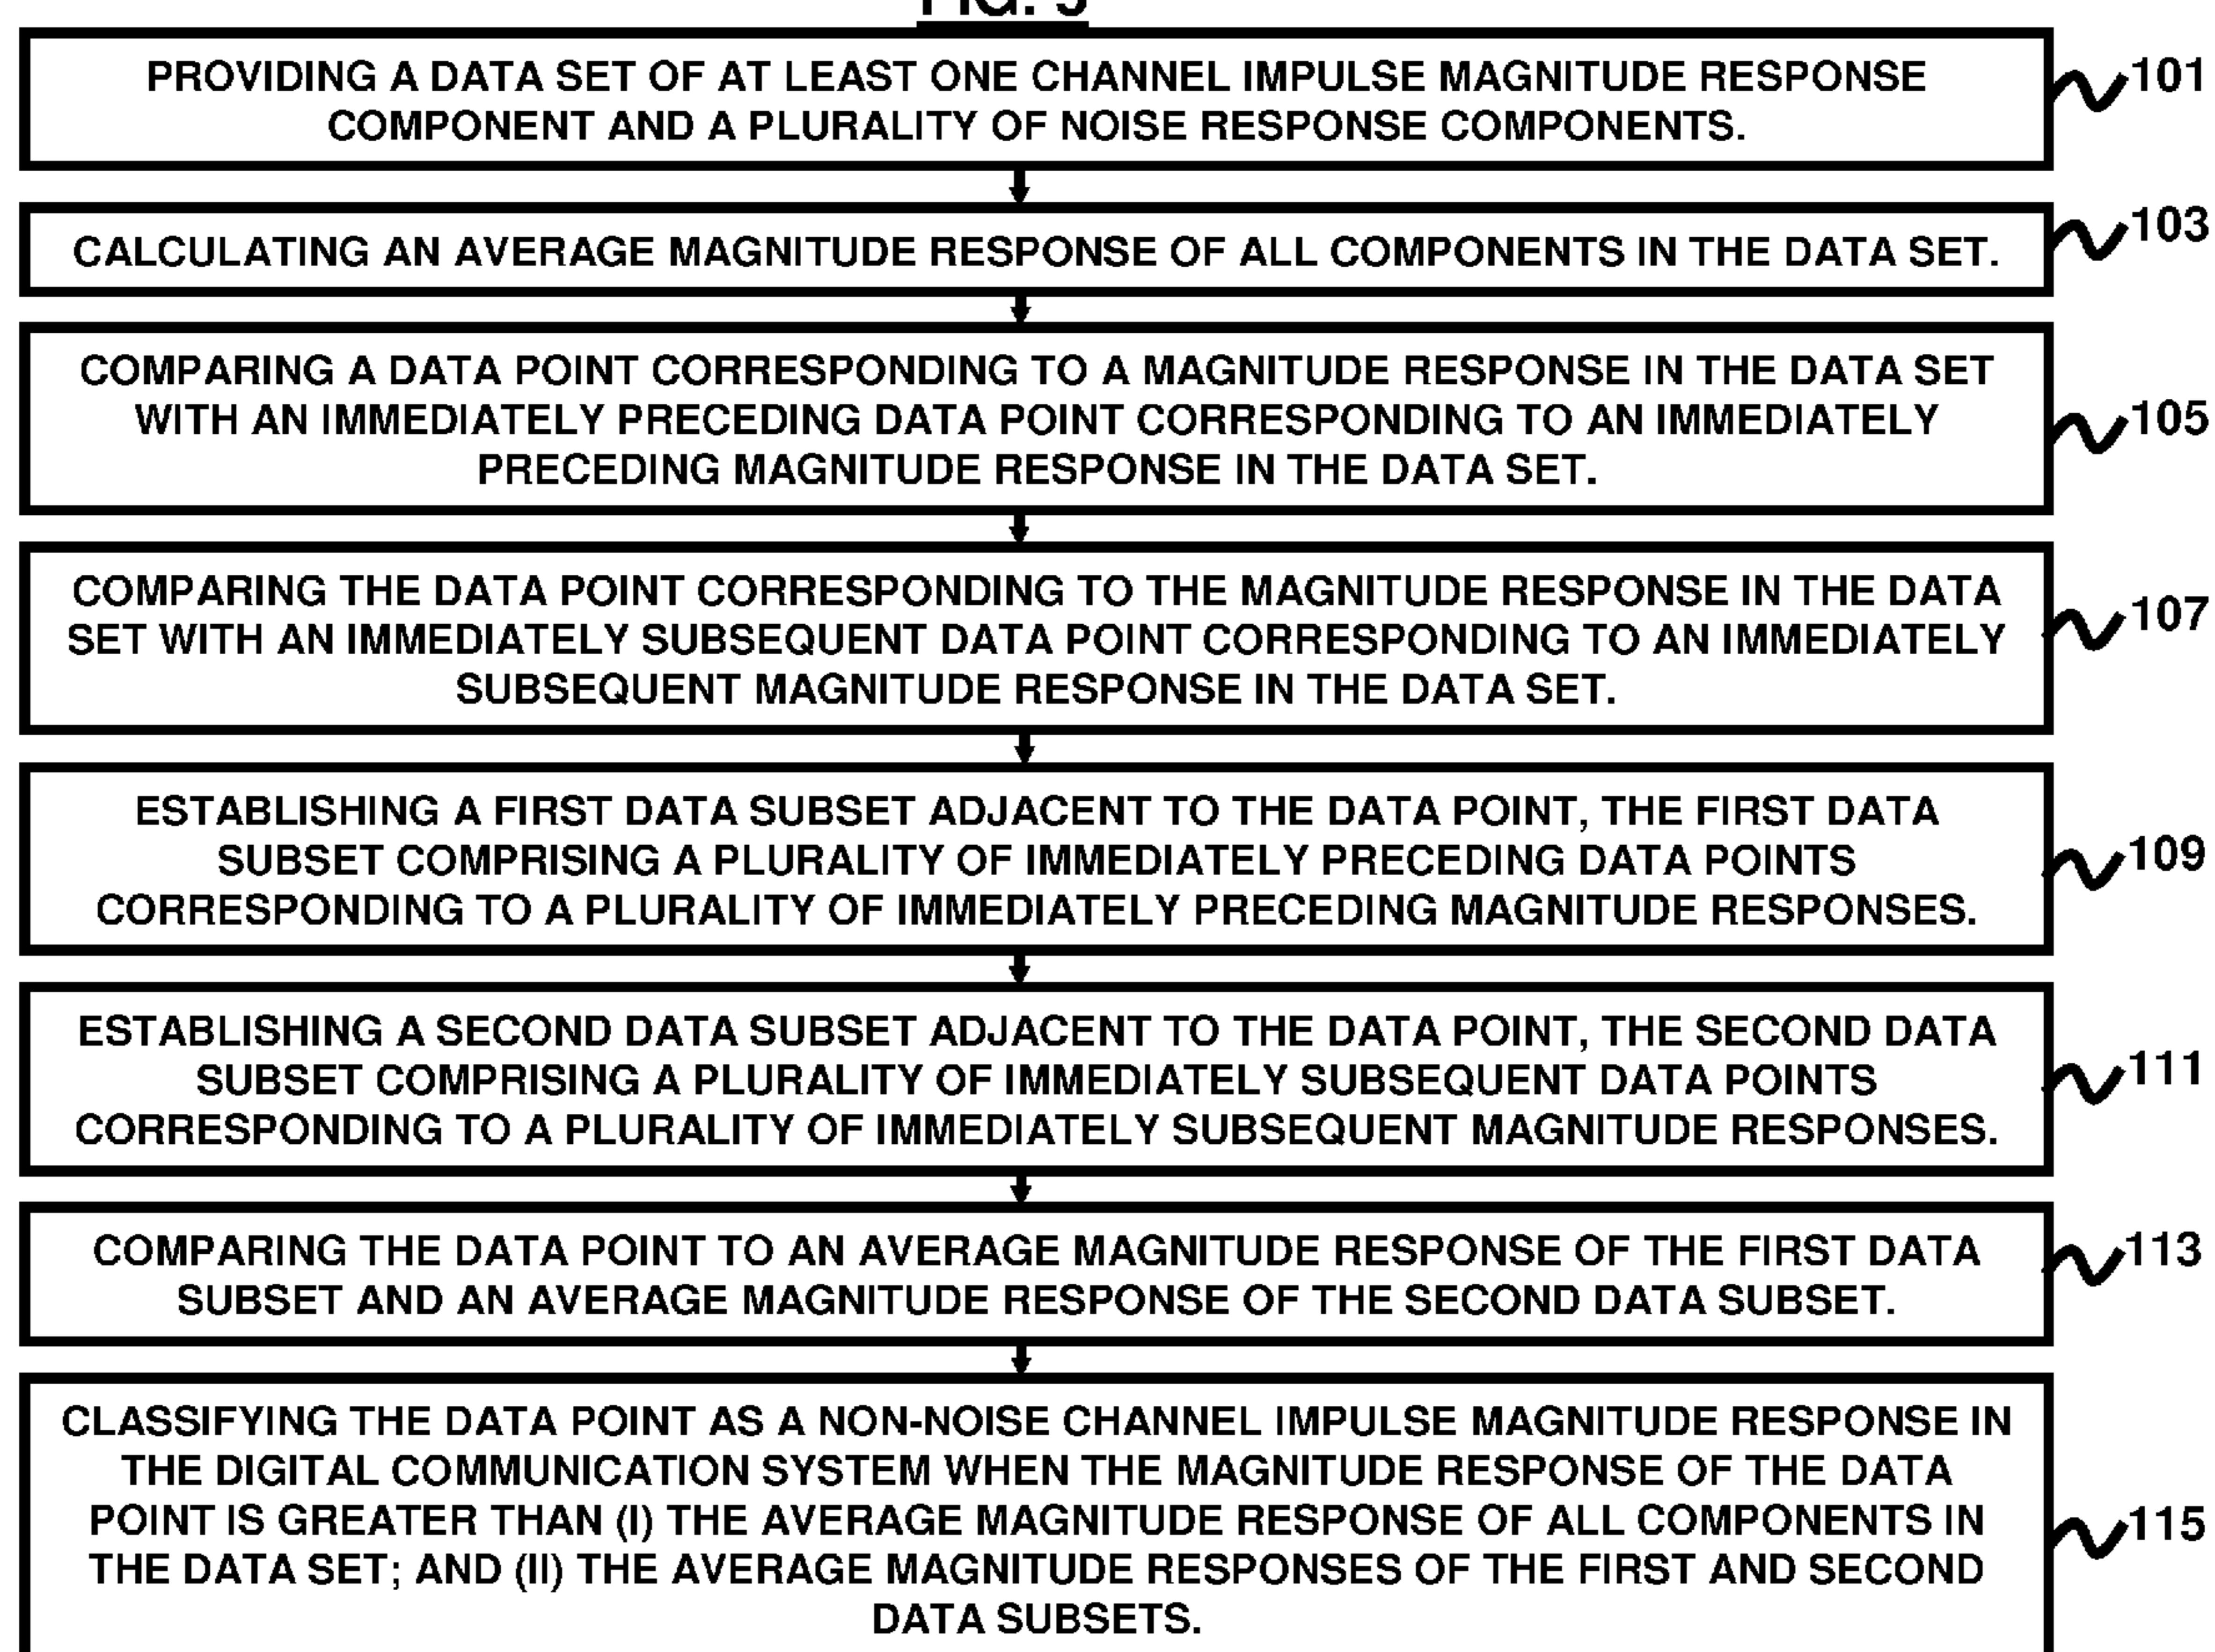 PROVIDING A DATA SET OF AT LEAST ONE CHANNEL IMPULSE MAGNITUDE RESPONSE
COMPONENT AND A PLURALITY OF NOISE RESPONSE COMPONENTS.
101
CALCULATING AN AVERAGE MAGNITUDE RESPONSE OF ALL COMPONENTS IN THE DATA SET.
103
COMPARING A DATA POINT CORRESPONDING TO A MAGNITUDE RESPONSE IN THE DATA SET
WITH AN IMMEDIATELY PRECEDING DATA POINT CORRESPONDING TO AN IMMEDIATELY
PRECEDING MAGNITUDE RESPONSE IN THE DATA SET.
105
COMPARING THE DATA POINT CORRESPONDING TO THE MAGNITUDE RESPONSE IN THE DATA
SET WITH AN IMMEDIATELY SUBSEQUENT DATA POINT CORRESPONDING TO AN IMMEDIATELY
SUBSEQUENT MAGNITUDE RESPONSE IN THE DATA SET.
107
ESTABLISHING A FIRST DATA SUBSET ADJACENT TO THE DATA POINT, THE FIRST DATA
SUBSET COMPRISING A PLURALITY OF IMMEDIATELY PRECEDING DATA POINTS
CORRESPONDING TO A PLURALITY OF IMMEDIATELY PRECEDING MAGNITUDE RESPONSES.
109
ESTABLISHING A SECOND DATA SUBSET ADJACENT TO THE DATA POINT, THE SECOND DATA
SUBSET COMPRISING A PLURALITY OF IMMEDIATELY SUBSEQUENT DATA POINTS
CORRESPONDING TO A PLURALITY OF IMMEDIATELY SUBSEQUENT MAGNITUDE RESPONSES.
111
COMPARING THE DATA POINT TO AN AVERAGE MAGNITUDE RESPONSE OF THE FIRST DATA
SUBSET AND AN AVERAGE MAGNITUDE RESPONSE OF THE SECOND DATA SUBSET.
113
CLASSIFYING THE DATA POINT AS A NON-NOISE CHANNEL IMPULSE MAGNITUDE RESPONSE IN
THE DIGITAL COMMUNICATION SYSTEM WHEN THE MAGNITUDE RESPONSE OF THE DATA
POINT IS GREATER THAN (I) THE AVERAGE MAGNITUDE RESPONSE OF ALL COMPONENTS IN
THE DATA SET; AND (II) THE AVERAGE MAGNITUDE RESPONSES OF THE FIRST AND SECOND
DATA SUBSETS.
115